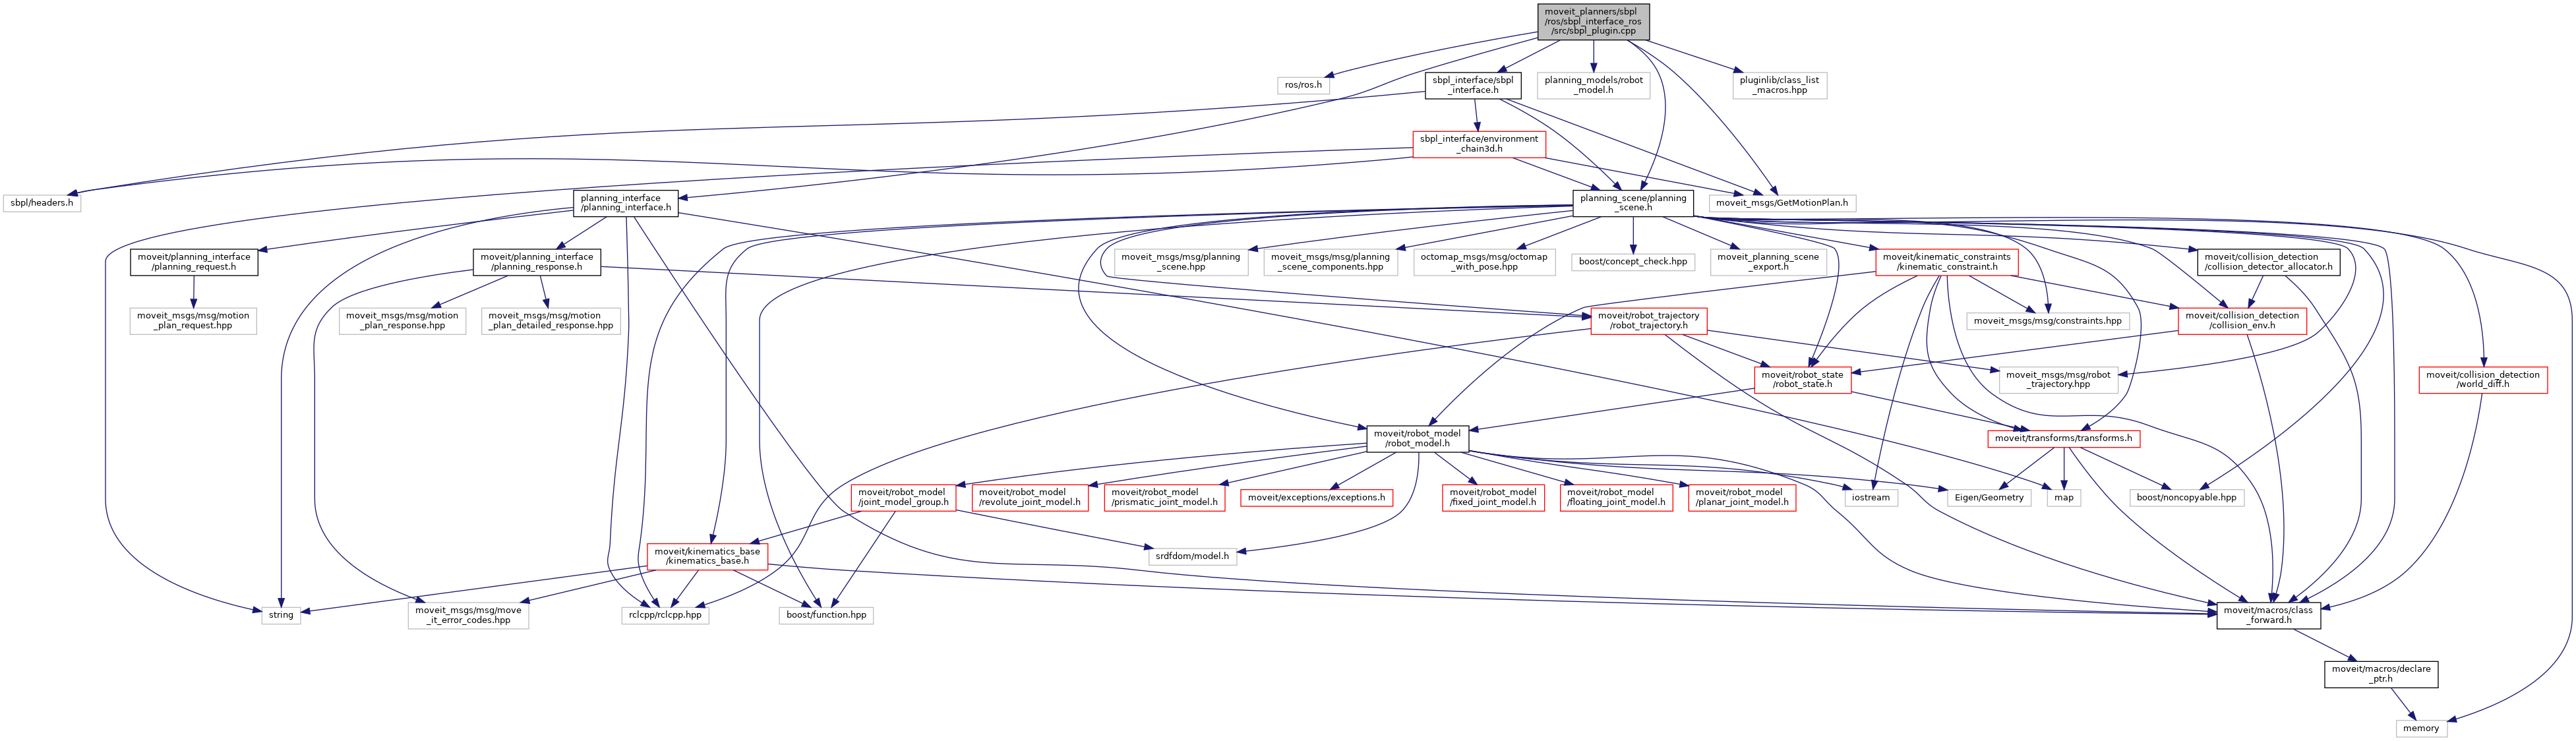 moveit_planners/sbpl
/ros/sbpl_interface_ros
/src/sbpl_plugin.cpp
ros/ros.h
sbpl_interface/sbpl
_interface.h
planning_models/robot
_model.h
pluginlib/class_list
_macros.hpp
sbpl_interface/environment
_chain3d.h
sbpl/headers.h
planning_interface
/planning_interface.h
planning_scene/planning
_scene.h
moveit_msgs/GetMotionPlan.h
moveit/planning_interface
/planning_request.h
moveit/planning_interface
/planning_response.h
moveit_msgs/msg/planning
_scene.hpp
moveit_msgs/msg/planning
_scene_components.hpp
octomap_msgs/msg/octomap
_with_pose.hpp
boost/concept_check.hpp
moveit_planning_scene
_export.h
moveit/kinematic_constraints
/kinematic_constraint.h
moveit/collision_detection
/collision_detector_allocator.h
moveit_msgs/msg/motion
_plan_request.hpp
moveit_msgs/msg/motion
_plan_response.hpp
moveit_msgs/msg/motion
_plan_detailed_response.hpp
moveit/robot_trajectory
/robot_trajectory.h
moveit_msgs/msg/constraints.hpp
moveit/collision_detection
/collision_env.h
moveit/robot_state
/robot_state.h
moveit_msgs/msg/robot
_trajectory.hpp
moveit/collision_detection
/world_diff.h
moveit/robot_model
/robot_model.h
moveit/transforms/transforms.h
moveit/robot_model
/joint_model_group.h
moveit/robot_model
/revolute_joint_model.h
moveit/robot_model
/prismatic_joint_model.h
moveit/exceptions/exceptions.h
moveit/robot_model
/fixed_joint_model.h
moveit/robot_model
/floating_joint_model.h
moveit/robot_model
/planar_joint_model.h
iostream
Eigen/Geometry
map
boost/noncopyable.hpp
moveit/kinematics_base
/kinematics_base.h
srdfdom/model.h
string
moveit_msgs/msg/move
_it_error_codes.hpp
rclcpp/rclcpp.hpp
boost/function.hpp
moveit/macros/class
_forward.h
moveit/macros/declare
_ptr.h
memory